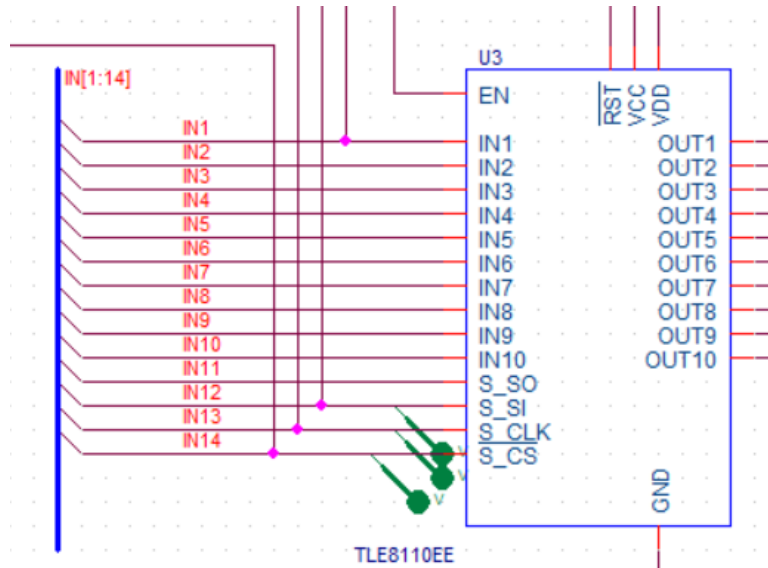 U3
IN[1:14]
EN
RST
VCC
VDD
IN1
IN1
OUT1
IN2
IN2
OUT2
IN3
IN3
OUT3
IN4
IN4
OUT4
IN5
IN5
OUT5
IN6
IN6
OUT6
IN7
IN7
OUT7
IN8
IN8
OUT8
IN9
IN9
OUT9
IN10
IN10
OUT10
IN11
S_SO
IN12
S_SI
IN13
S_CLK
IN14
S_CS
V
V
V
GND
TLE8110EE